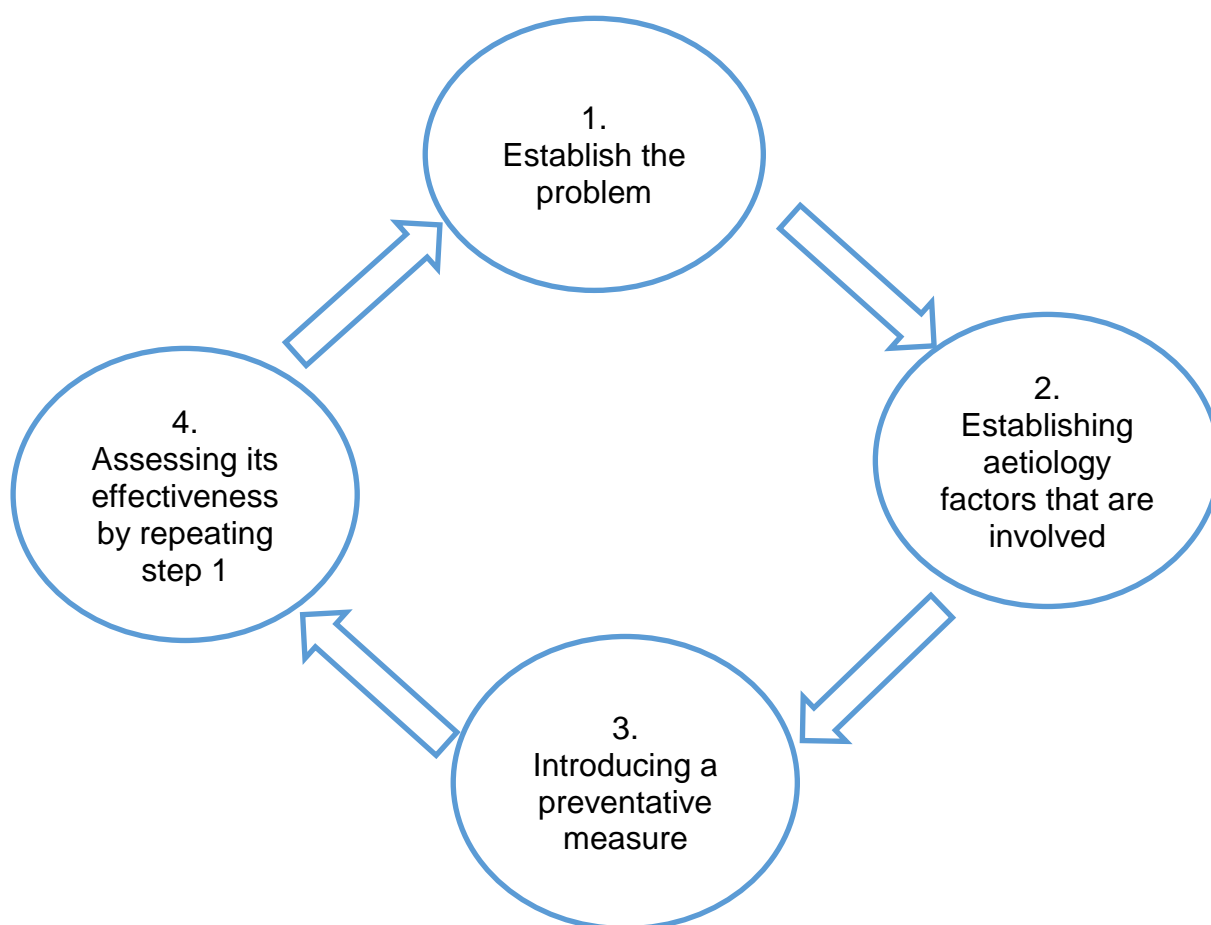 1.
Establish the
problem
2.
Establishing
aetiology
factors that are
involved
3.
Introducing a
preventative
measure
4.
Assessing its
effectiveness
by repeating
step 1